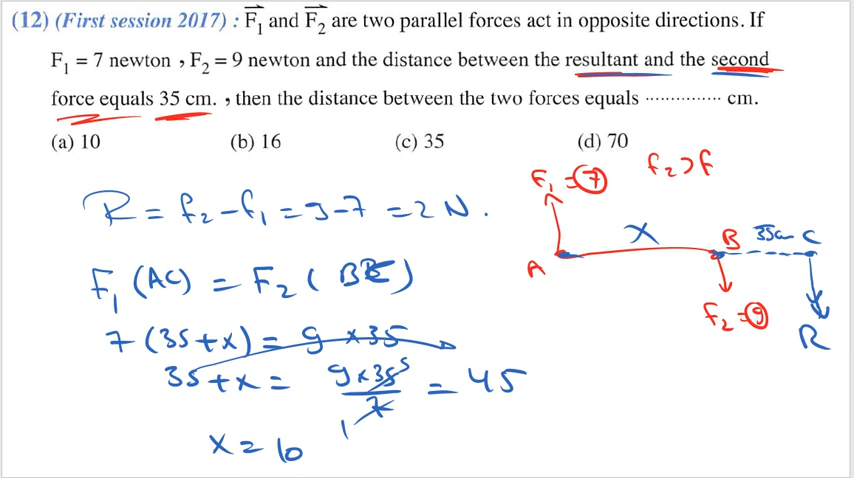 (12) (First session 2017) : F₁ and F₂ are two parallel forces act in opposite directions. If
F₁ = 7 newton , F₂ = 9 newton and the distance between the resultant and the second
force equals 35 cm. , then the distance between the two forces equals ............... cm.
(a) 10 (b) 16 (c) 35 (d) 70
F₁ = 7 f₂ > f
R = f₂ - f₁ = 9 - 7 = 2 N.
X B 35cm C
A
F₁ (AC) = F₂ (BC)
F₂ = 9
R
7 (35 + x) = 9 x 35
35 + x = 9 x 35 5 / 7 1 = 45
x = 10